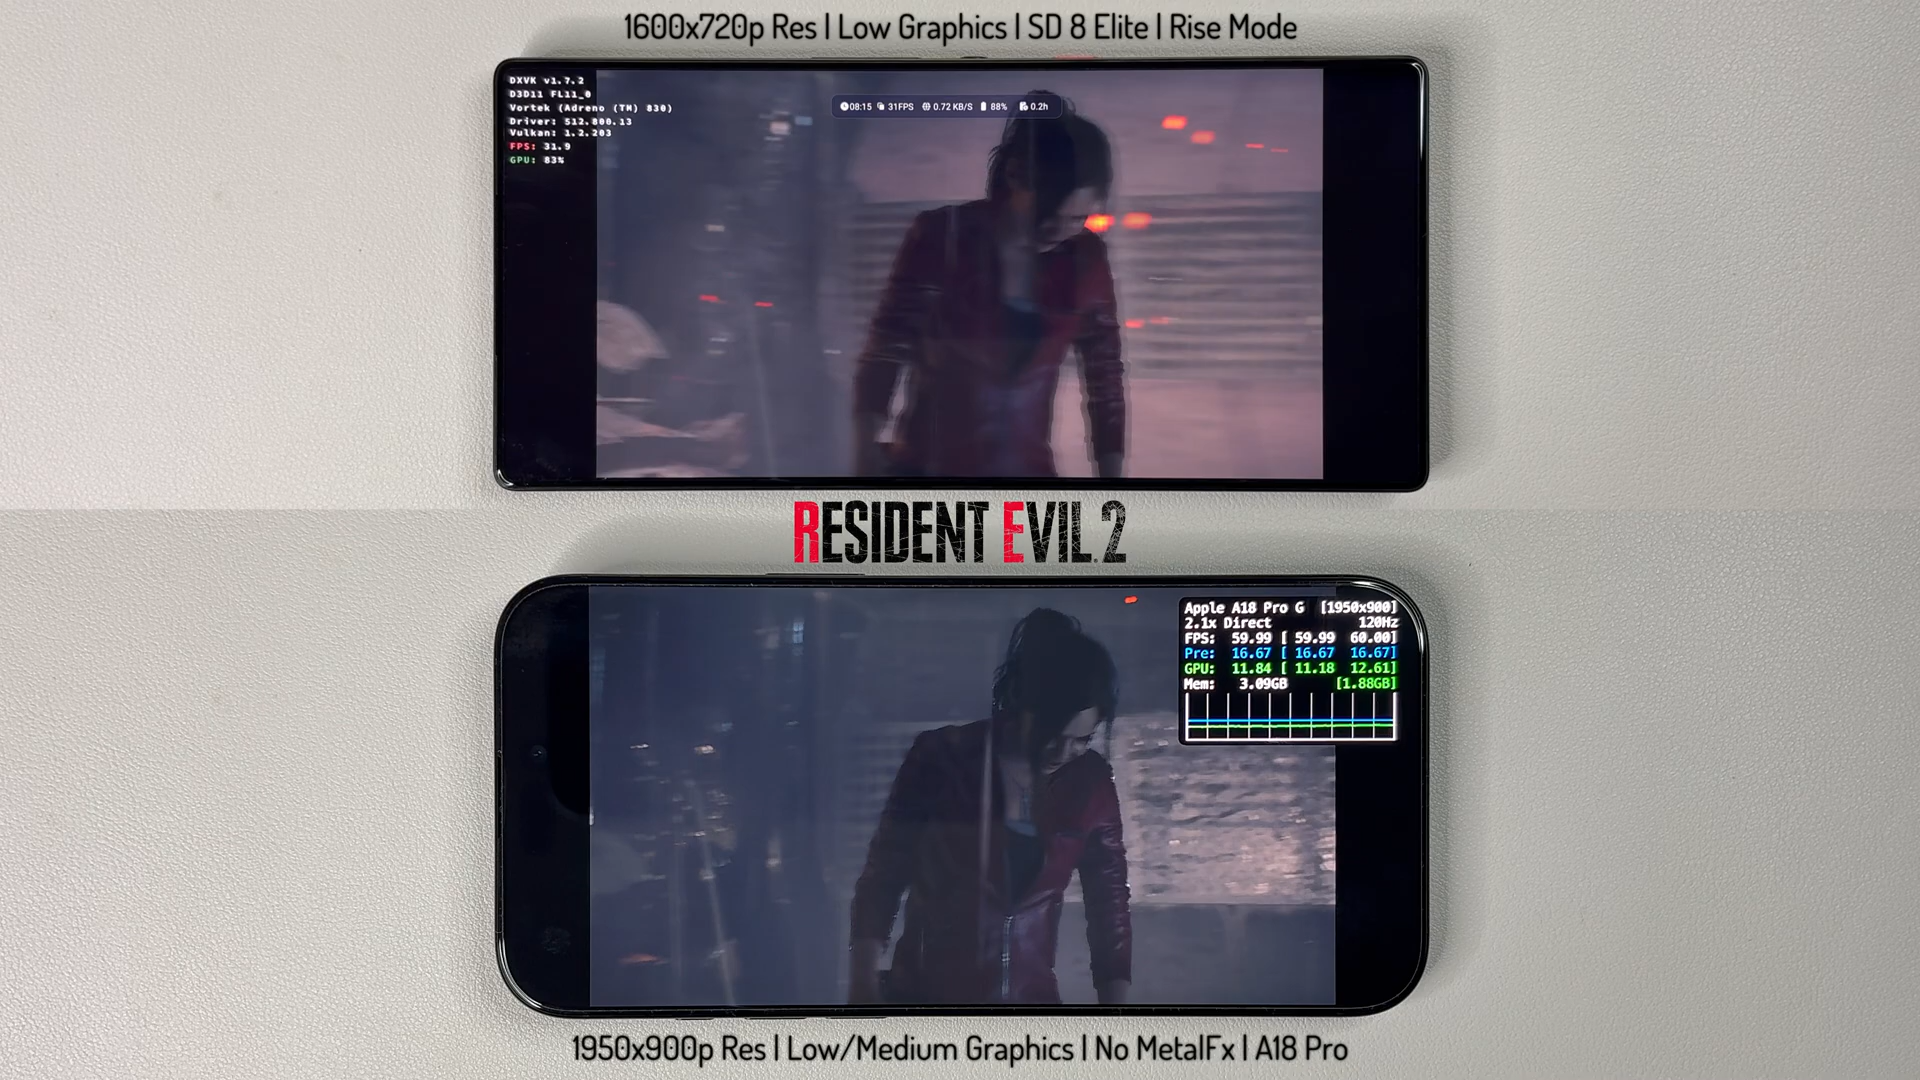 1600x720p Res | Low Graphics | SD 8 Elite | Rise Mode
DXVK v1.7.2
D3D11 FL11_0
Vortek (Adreno (TM) 830)
Driver: 512.800.13
Vulkan: 1.2.203
FPS: 31.9
GPU: 83%
08:15 31FPS 0.72 KB/S 88% 0.2h
RESIDENT EVIL.2
Apple A18 Pro G [1950x900]
2.1x Direct 120Hz
FPS: 59.99 [ 59.99 60.00]
Pre: 16.67 [ 16.67 16.67]
GPU: 11.84 [ 11.18 12.61]
Mem: 3.09GB [1.88GB]
1950x900p Res | Low/Medium Graphics | No MetalFx | A18 Pro